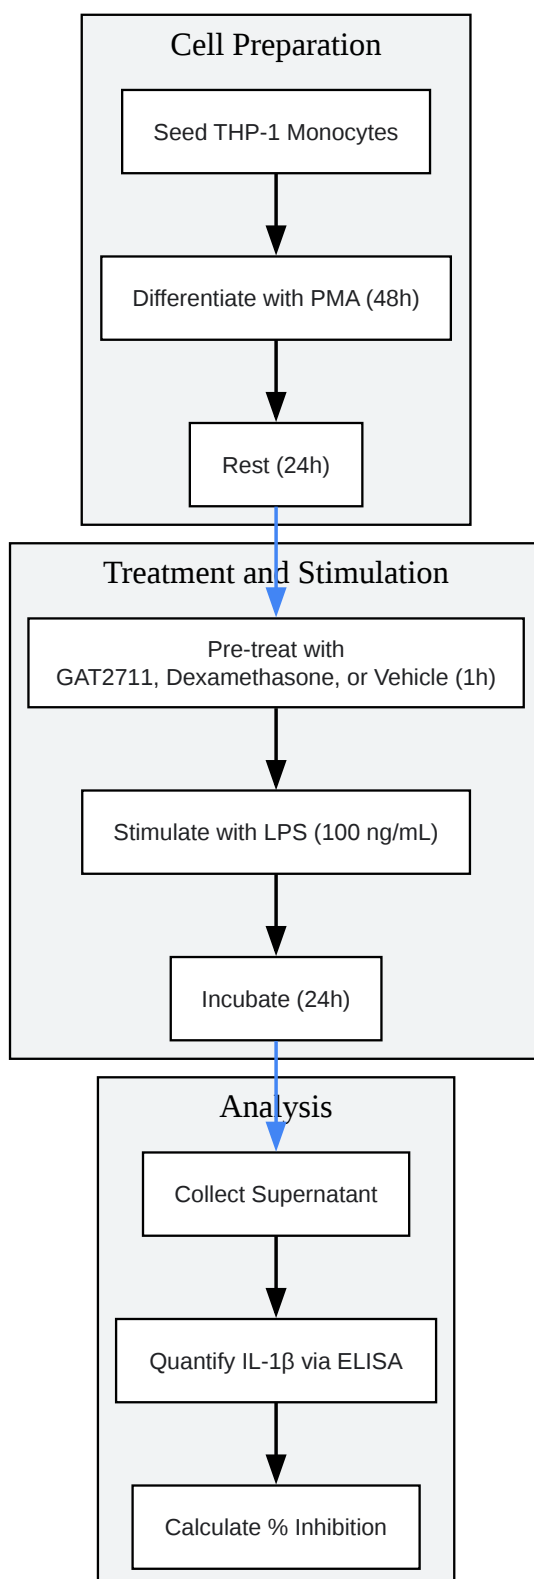 Cell Preparation
Seed THP-1 Monocytes
Differentiate with PMA (48h)
Rest (24h)
Treatment and Stimulation
Pre-treat with
GAT2711, Dexamethasone, or Vehicle (1h)
Stimulate with LPS (100 ng/mL)
Incubate (24h)
Analysis
Collect Supernatant
Quantify IL-1β via ELISA
Calculate % Inhibition